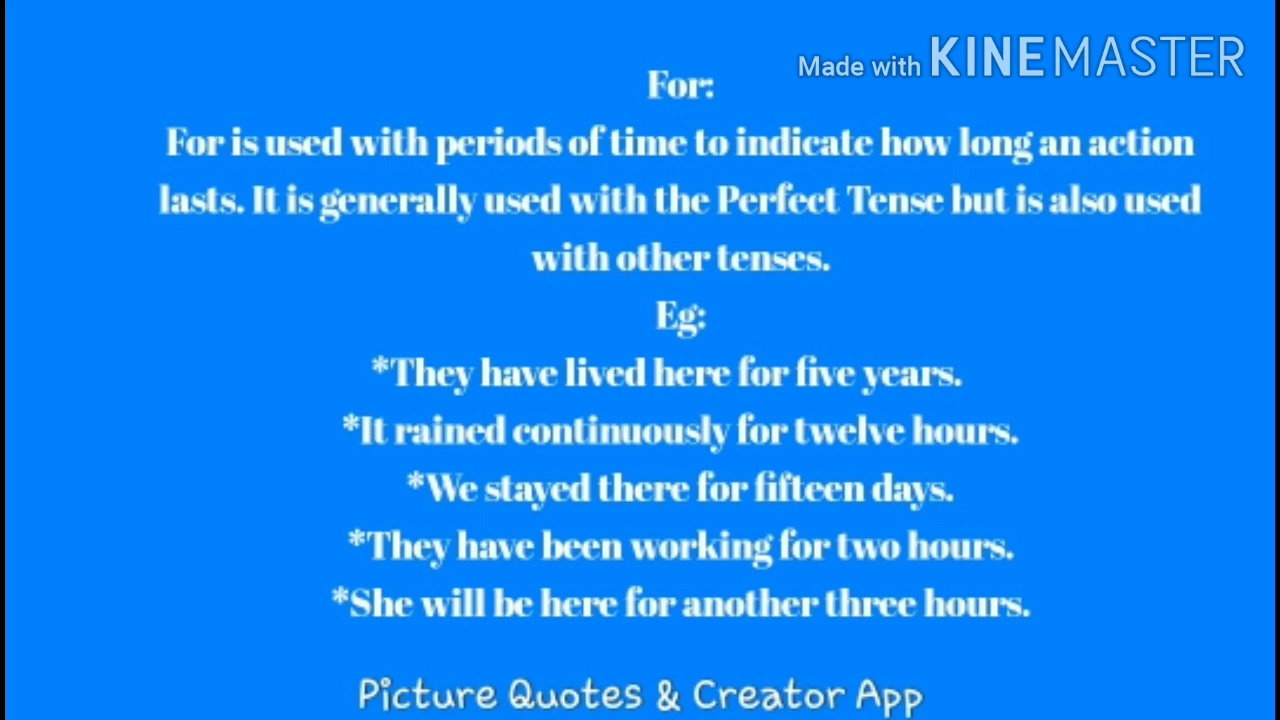 Made with KINEMASTER
For:
For is used with periods of time to indicate how long an action
lasts. It is generally used with the Perfect Tense but is also used
with other tenses.
Eg:
*They have lived here for five years.
*It rained continuously for twelve hours.
*We stayed there for fifteen days.
*They have been working for two hours.
*She will be here for another three hours.
Picture Quotes & Creator App